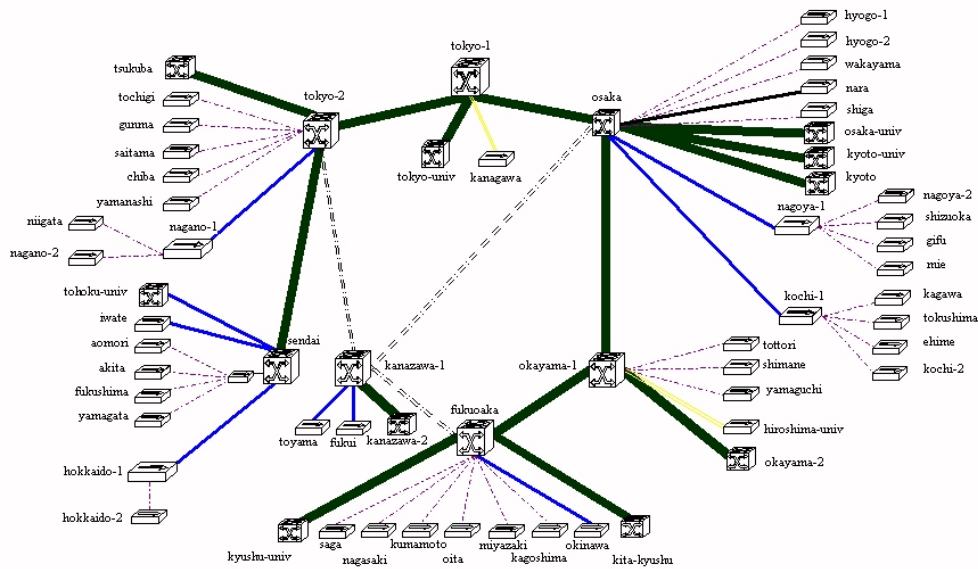 hyogo-1
tokyo-1
hyogo-2
tsukuba
wakayama
tokyo-2
osaka
nara
tochigi
shiga
gunma
osaka-univ
saitama
kyoto-univ
chiba
tokyo-univ
kanagawa
kyoto
yamanashi
nagoya-1
nagoya-2
niigata
nagano-1
shizuoka
gifu
nagano-2
mie
tohoku-univ
kochi-1
kagawa
iwate
tokushima
aomori
sendai
tottori
ehime
akita
kanazawa-1
okayama-1
shimane
kochi-2
fukushima
yamaguchi
yamagata
fukuoaka
toyama
fukui
kanazawa-2
hiroshima-univ
hokkaido-1
okayama-2
hokkaido-2
saga
kumamoto
miyazaki
okinawa
kyushu-univ
nagasaki
oita
kagoshima
kita-kyushu